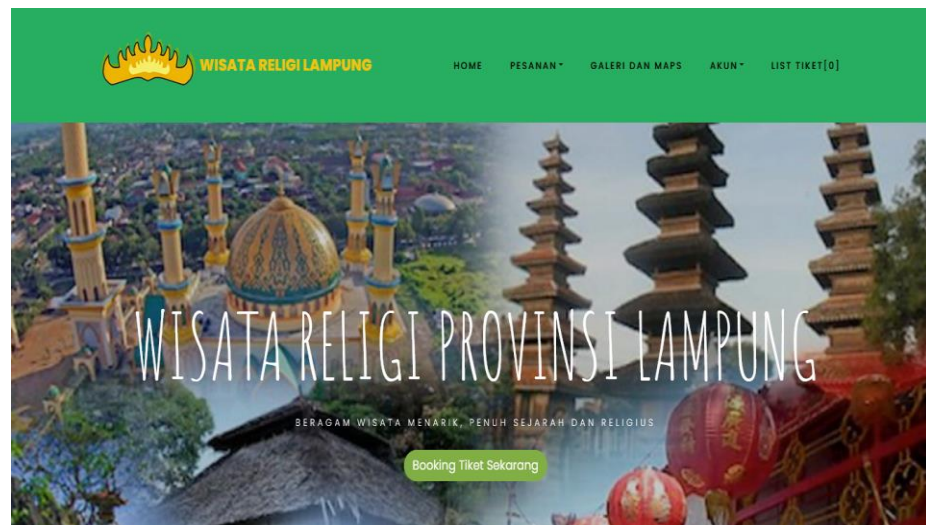 WISATA RELIGI LAMPUNG
HOME PESANAN GALERI DAN MAPS AKUN LIST TIKET[0]
WISATA RELIGI PROVINSI LAMPUNG
BERAGAM WISATA MENARIK, PENUH SEJARAH DAN RELIGIUS
Booking Tiket Sekarang